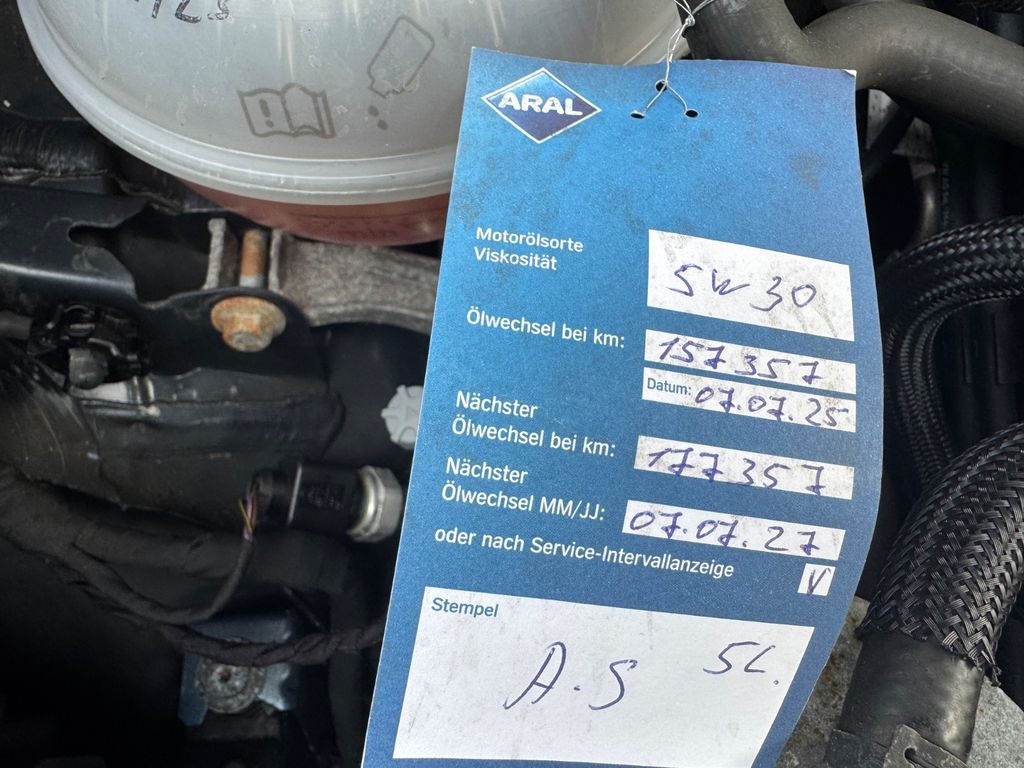 ARAL
Motorölsorte
Viskosität
5W30
Ölwechsel bei km:
157357
Datum: 07.07.25
Nächster
Ölwechsel bei km:
177357
Nächster
Ölwechsel MM/JJ:
07.07.27
oder nach Service-Intervallanzeige
Stempel
A.S 5L.